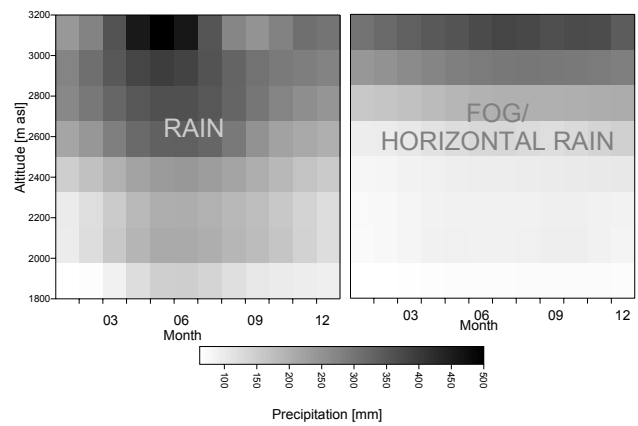 3200
3000
2800
2600
2400
2200
2000
1800
Altitude [m asl]
RAIN
03 06 09 12
Month
FOG/
HORIZONTAL RAIN
03 06 09 12
Month
100 150 200 250 300 350 400 450 500
Precipitation [mm]